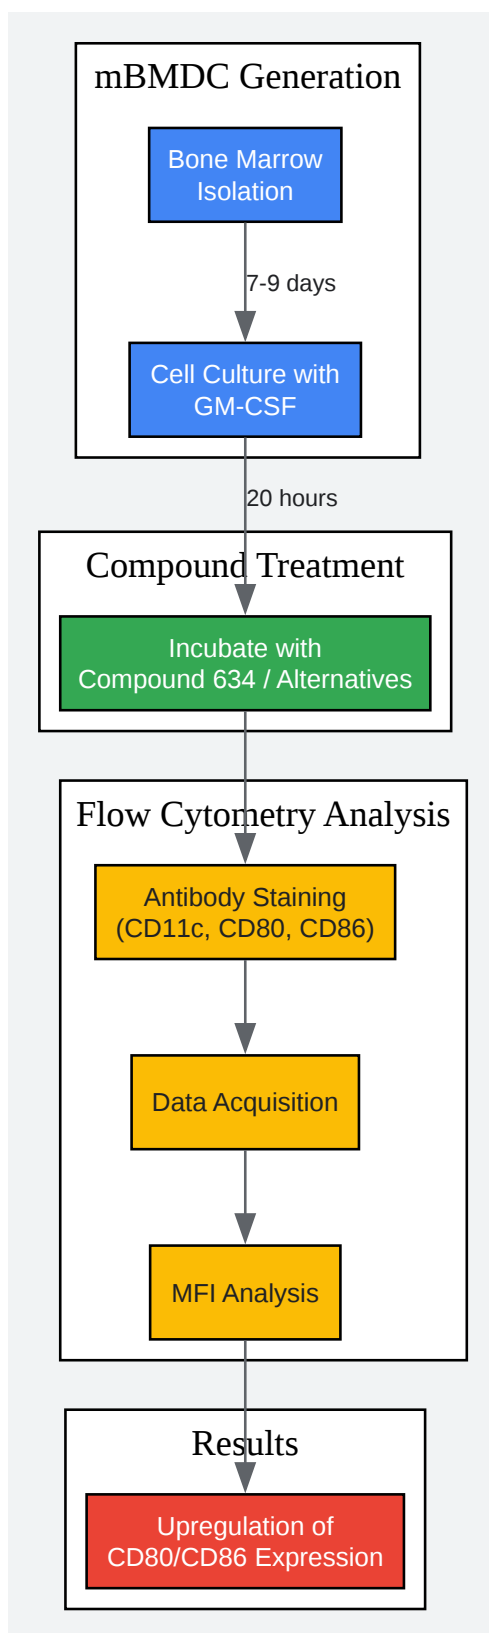 mBMDC Generation
Bone Marrow
Isolation
7-9 days
Cell Culture with
GM-CSF
20 hours
Compound Treatment
Incubate with
Compound 634 / Alternatives
Flow Cytometry Analysis
Antibody Staining
(CD11c, CD80, CD86)
Data Acquisition
MFI Analysis
Results
Upregulation of
CD80/CD86 Expression